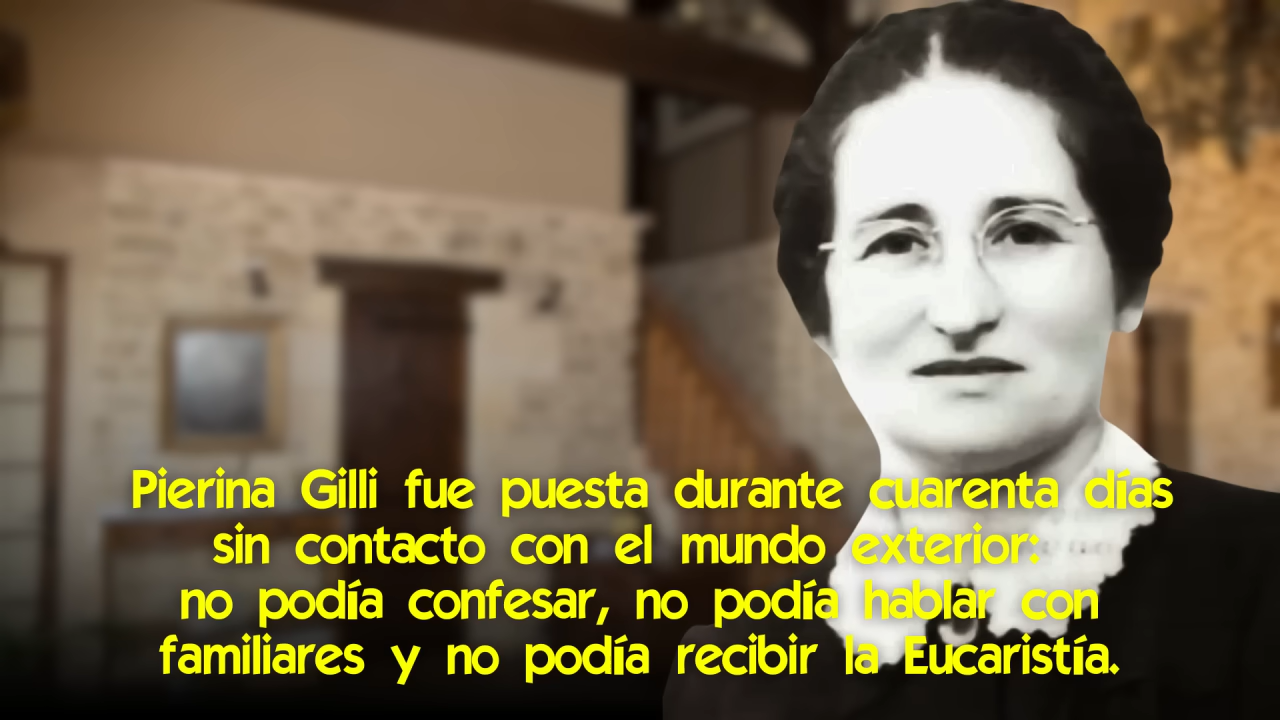 Pierina Gilli fue puesta durante cuarenta días
sin contacto con el mundo exterior:
no podía confesar, no podía hablar con
familiares y no podía recibir la Eucaristía.